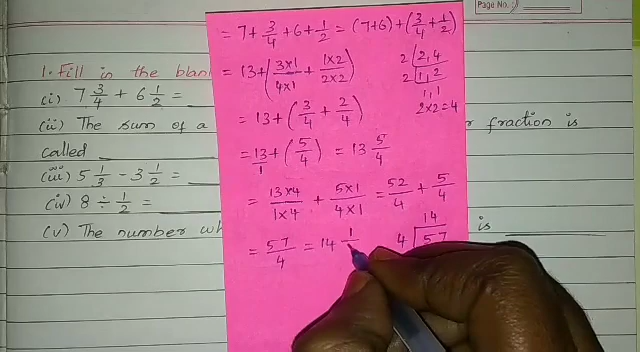 Page No.
= 7 + 3/4 + 6 + 1/2 = (7+6) + (3/4 + 1/2)
1. Fill in the blan
= 13 + (3×1/4×1 + 1×2/2×2)
2 | 2, 4
2 | 1, 2
1, 1
2×2=4
(i) 7 3/4 + 6 1/2 =
= 13 + (3/4 + 2/4)
(ii) The sum of a
r fraction is
called
= 13/1 + (5/4) = 13 5/4
(iii) 5 1/3 - 3 1/2 =
= 13×4/1×4 + 5×1/4×1 = 52/4 + 5/4
(iv) 8 ÷ 1/2 =
(v) The number wh
is
= 57/4 = 14 1
14
4 | 57